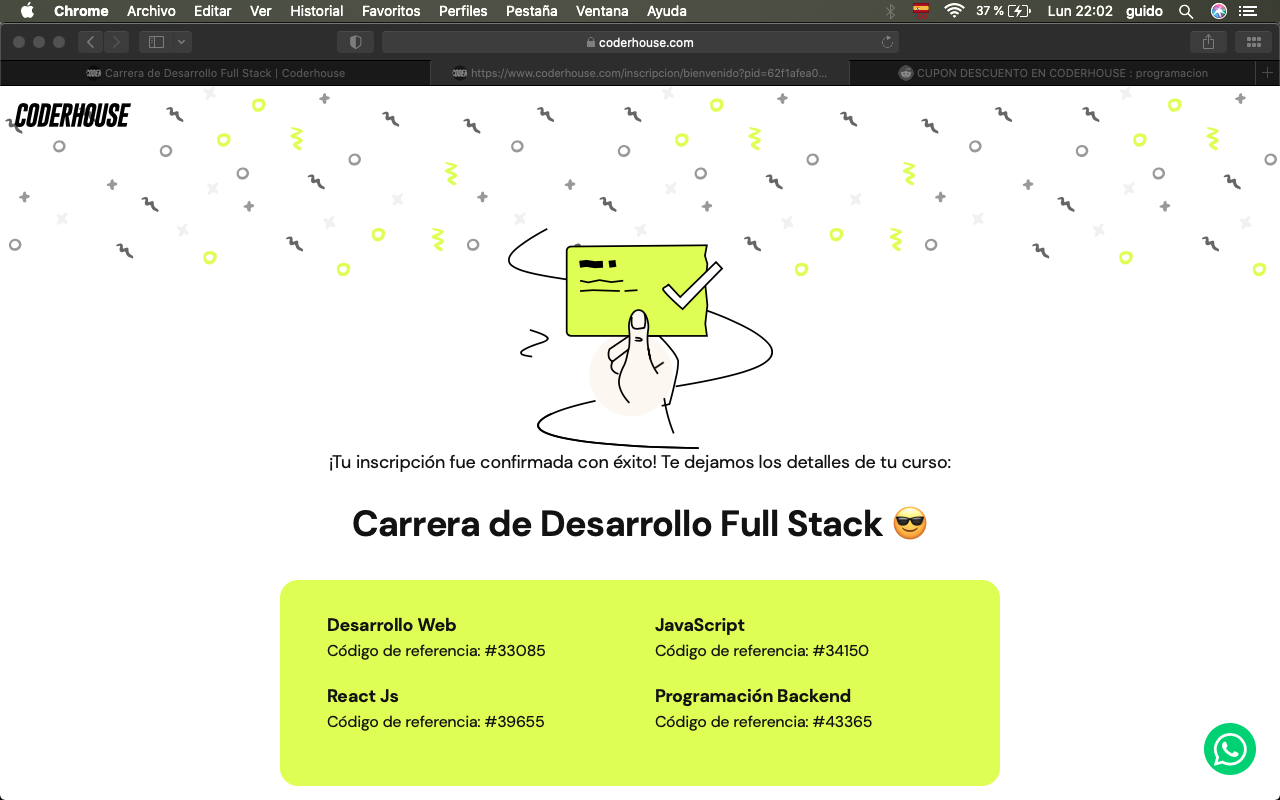 Chrome Archivo Editar Ver Historial Favoritos Perfiles Pestaña Ventana Ayuda 37 % Lun 22:02 guido
coderhouse.com
Carrera de Desarrollo Full Stack | Coderhouse
https://www.coderhouse.com/inscripcion/bienvenido?pid=62f1afea0...
CUPON DESCUENTO EN CODERHOUSE : programacion
CODERHOUSE
¡Tu inscripción fue confirmada con éxito! Te dejamos los detalles de tu curso:
Carrera de Desarrollo Full Stack 😎
Desarrollo Web
Código de referencia: #33085
JavaScript
Código de referencia: #34150
React Js
Código de referencia: #39655
Programación Backend
Código de referencia: #43365